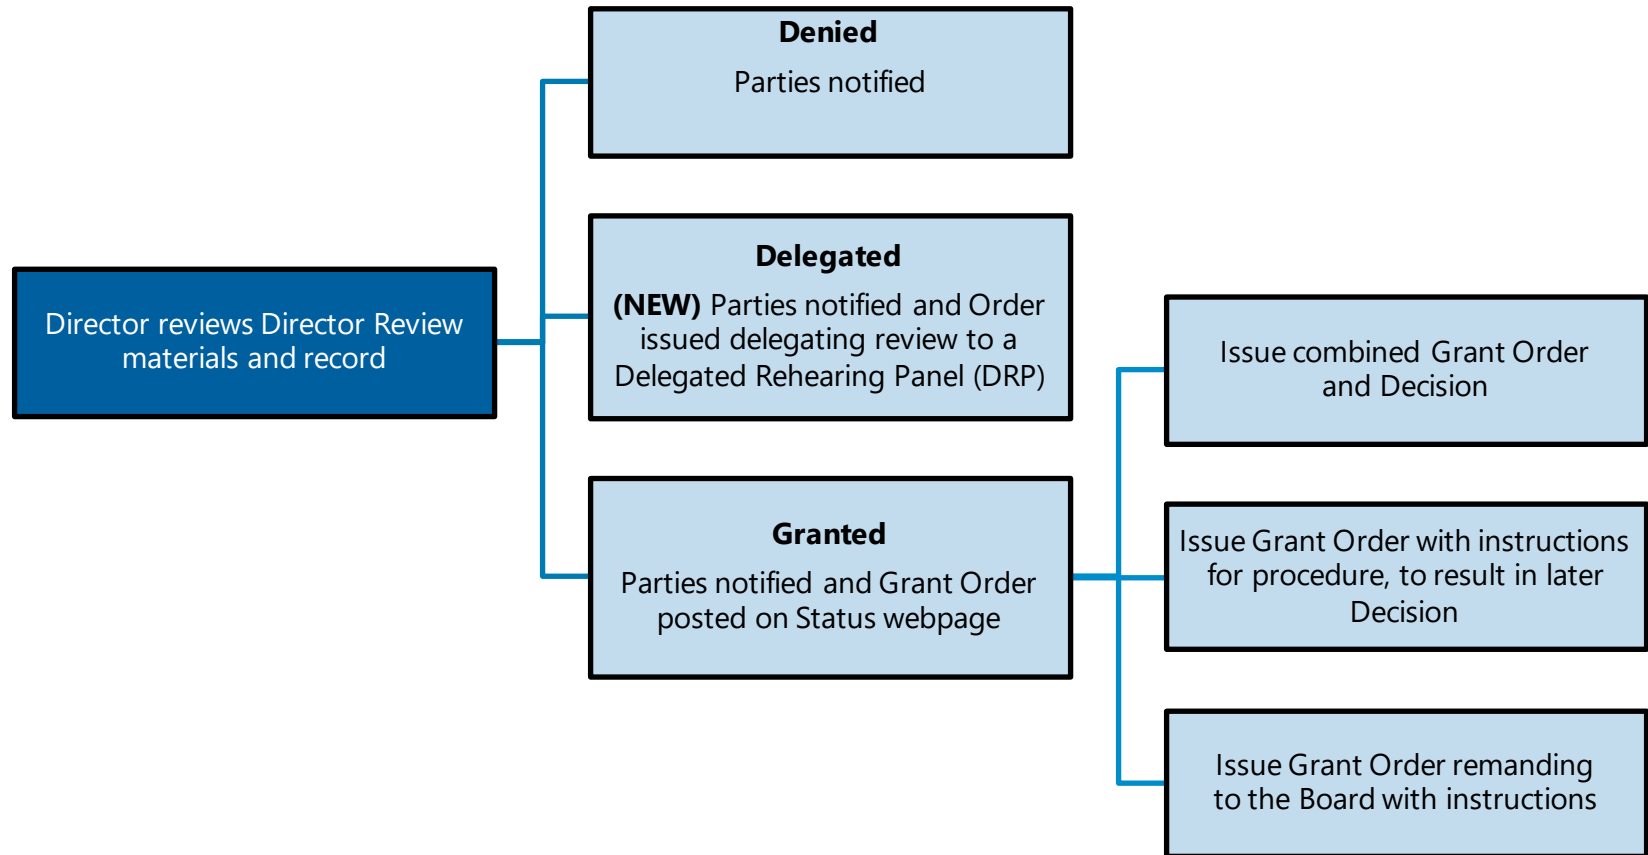 Director reviews Director Review
materials and record
Denied
Parties notified
Delegated
(NEW) Parties notified and Order
issued delegating review to a
Delegated Rehearing Panel (DRP)
Granted
Parties notified and Grant Order
posted on Status webpage
Issue combined Grant Order
and Decision
Issue Grant Order with instructions
for procedure, to result in later
Decision
Issue Grant Order remanding
to the Board with instructions